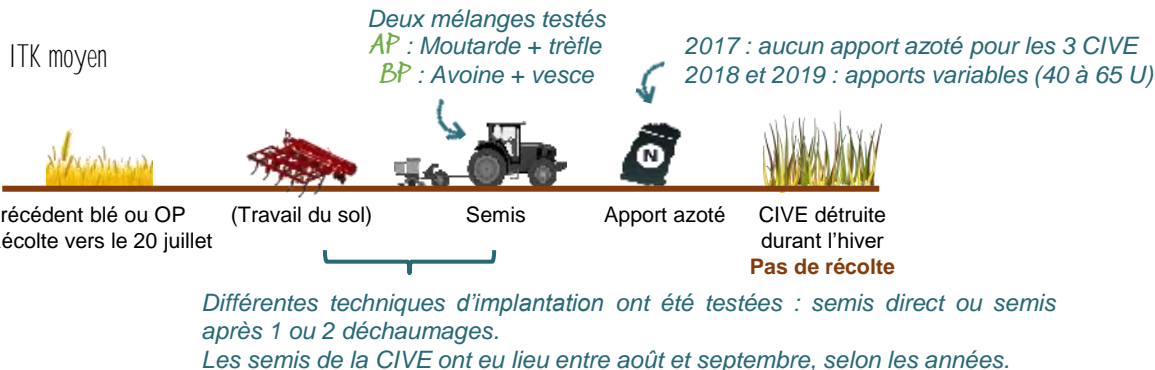 Deux mélanges testés
ITK moyen
AP : Moutarde + trèfle
BP : Avoine + vesce
2017 : aucun apport azoté pour les 3 CIVE
2018 et 2019 : apports variables (40 à 65 U)
N
récédent blé ou OP
écolte vers le 20 juillet
(Travail du sol)
Semis
Apport azoté
CIVE détruite
durant l'hiver
Pas de récolte
Différentes techniques d'implantation ont été testées : semis direct ou semis
après 1 ou 2 déchaumages.
Les semis de la CIVE ont eu lieu entre août et septembre, selon les années.